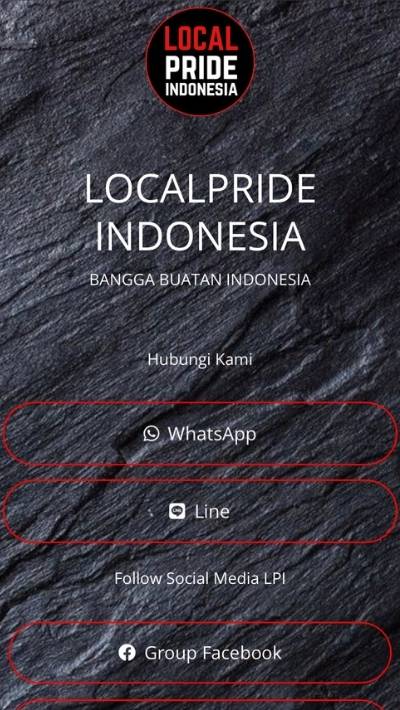 LOCAL
PRIDE
INDONESIA
LOCALPRIDE
INDONESIA
BANGGA BUATAN INDONESIA
Hubungi Kami
WhatsApp
Line
Follow Social Media LPI
Group Facebook